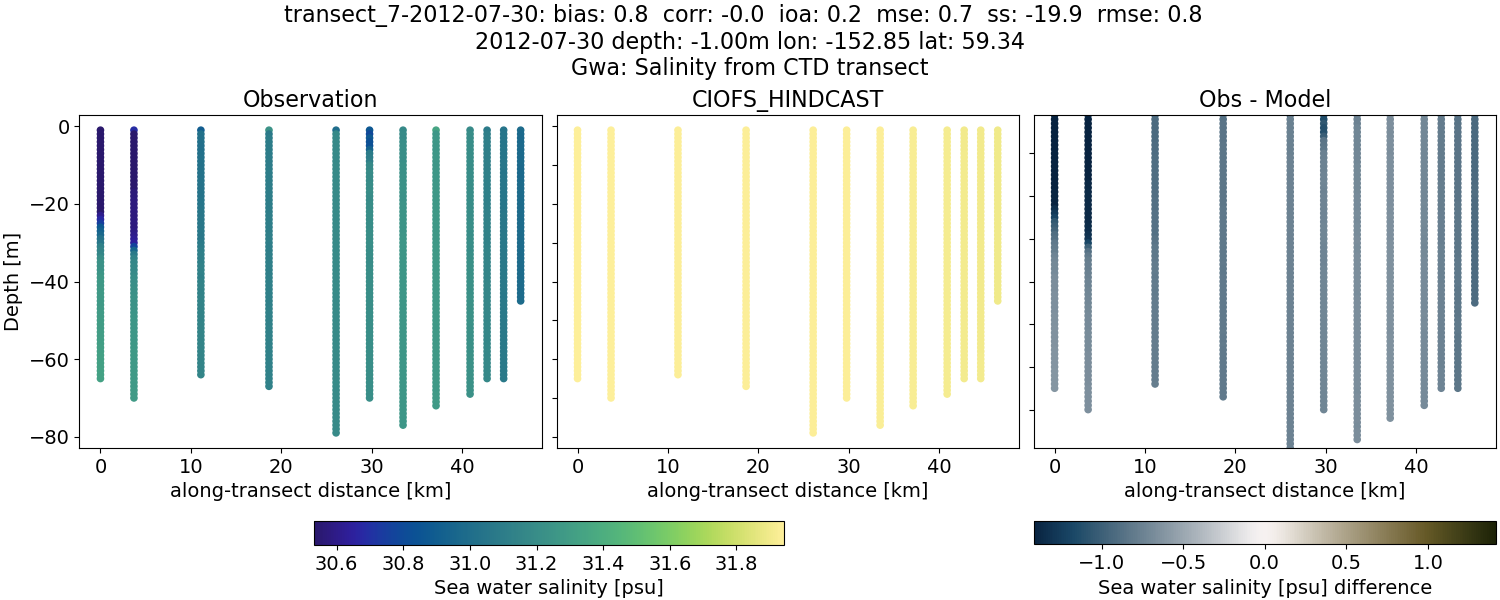 transect_7-2012-07-30: bias: 0.8  corr: -0.0  ioa: 0.2  mse: 0.7  ss: -19.9  rmse: 0.8
2012-07-30 depth: -1.00m lon: -152.85 lat: 59.34
Gwa: Salinity from CTD transect
Observation
CIOFS_HINDCAST
Obs - Model
Depth [m]
0
−20
−40
−60
−80
0 10 20 30 40
0 10 20 30 40
0 10 20 30 40
along-transect distance [km]
along-transect distance [km]
along-transect distance [km]
30.6 30.8 31.0 31.2 31.4 31.6 31.8
Sea water salinity [psu]
−1.0 −0.5 0.0 0.5 1.0
Sea water salinity [psu] difference